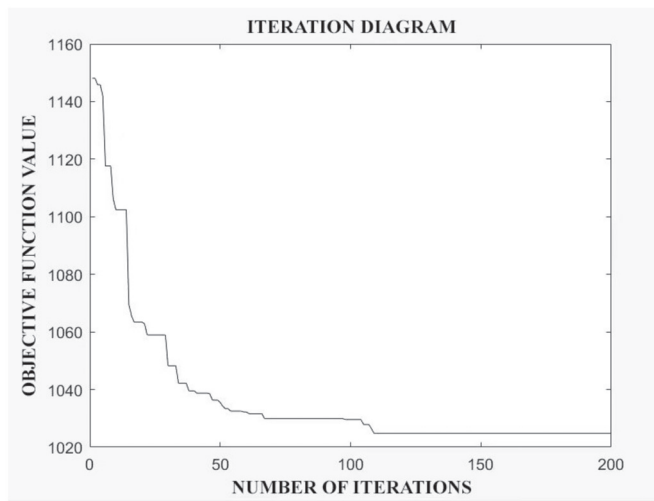 ITERATION DIAGRAM
1160
1140
1120
1100
1080
1060
1040
1020
OBJECTIVE FUNCTION VALUE
0 50 100 150 200
NUMBER OF ITERATIONS